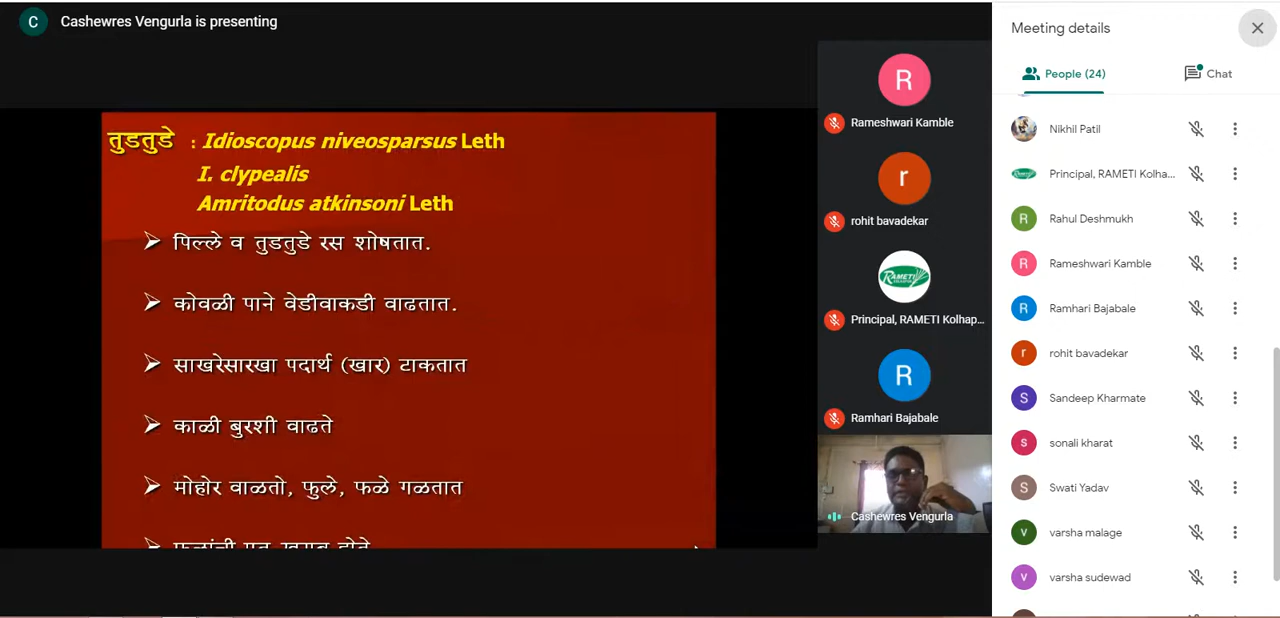 C
Cashewres Vengurla is presenting
तुडतुडे : Idioscopus niveosparsus Leth
I. clypealis
Amritodus atkinsoni Leth
➢ पिल्ले व तुडतुडे रस शोषतात.
➢ कोवळी पाने वेडीवाकडी वाढतात.
➢ साखरेसारखा पदार्थ (खार) टाकतात
➢ काळी बुरशी वाढते
➢ मोहोर वाळतो, फुले, फळे गळतात
R
Rameshwari Kamble
r
rohit bavadekar
RAMETI
Principal, RAMETI Kolhap...
R
Ramhari Bajabale
Cashewres Vengurla
Meeting details
People (24)
Chat
Nikhil Patil
Principal, RAMETI Kolha...
R Rahul Deshmukh
R Rameshwari Kamble
R Ramhari Bajabale
r rohit bavadekar
S Sandeep Kharmate
s sonali kharat
S Swati Yadav
v varsha malage
v varsha sudewad